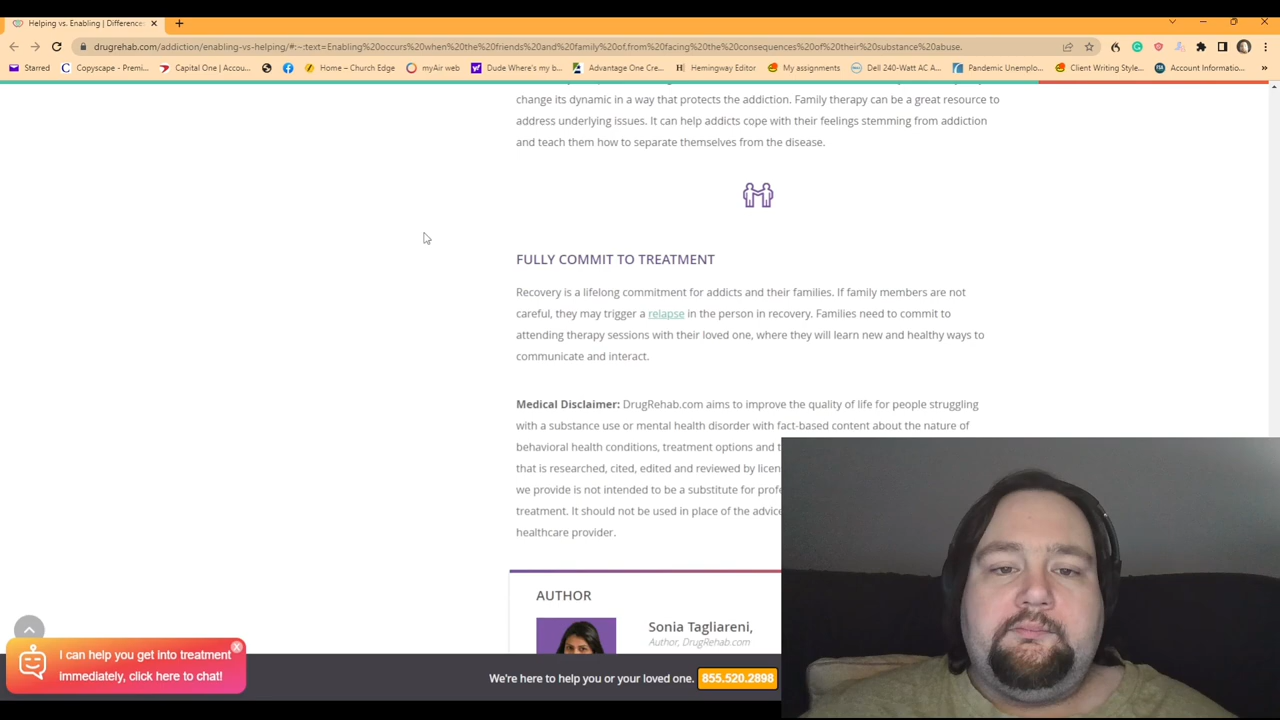 Helping vs. Enabling | Difference
drugrehab.com/addiction/enabling-vs-helping/#:~:text=Enabling%20occurs%20when%20the%20friends%20and%20family%20of,from%20facing%20the%20consequences%20of%20their%20substance%20abuse.
Starred Copyscape - Premi... Capital One | Accou... Home – Church Edge myAir web Dude Where's my b... Advantage One Cre... Hemingway Editor My assignments Dell 240-Watt AC A... Pandemic Unemplo... Client Writing Style... Account Informatio...
change its dynamic in a way that protects the addiction. Family therapy can be a great resource to
address underlying issues. It can help addicts cope with their feelings stemming from addiction
and teach them how to separate themselves from the disease.
FULLY COMMIT TO TREATMENT
Recovery is a lifelong commitment for addicts and their families. If family members are not
careful, they may trigger a relapse in the person in recovery. Families need to commit to
attending therapy sessions with their loved one, where they will learn new and healthy ways to
communicate and interact.
Medical Disclaimer: DrugRehab.com aims to improve the quality of life for people struggling
with a substance use or mental health disorder with fact-based content about the nature of
behavioral health conditions, treatment options and
that is researched, cited, edited and reviewed by
we provide is not intended to be a substitute for
treatment. It should not be used in place of the
healthcare provider.
AUTHOR
Sonia Tagliareni,
Author, DrugRehab.com
I can help you get into treatment
immediately, click here to chat!
X
We're here to help you or your loved one. 855.520.2898